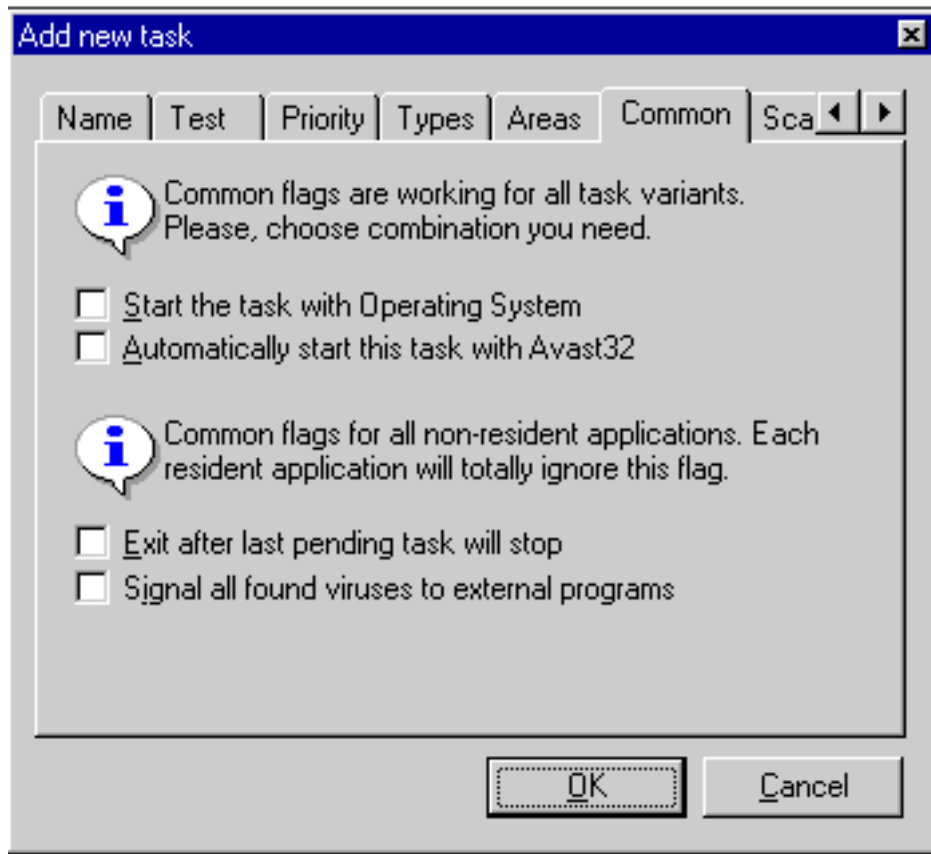 Add new task
Name Test Priority Types Areas Common Sca
Common flags are working for all task variants.
Please, choose combination you need.
Start the task with Operating System
Automatically start this task with Avast32
Common flags for all non-resident applications. Each
resident application will totally ignore this flag.
Exit after last pending task will stop
Signal all found viruses to external programs
OK Cancel